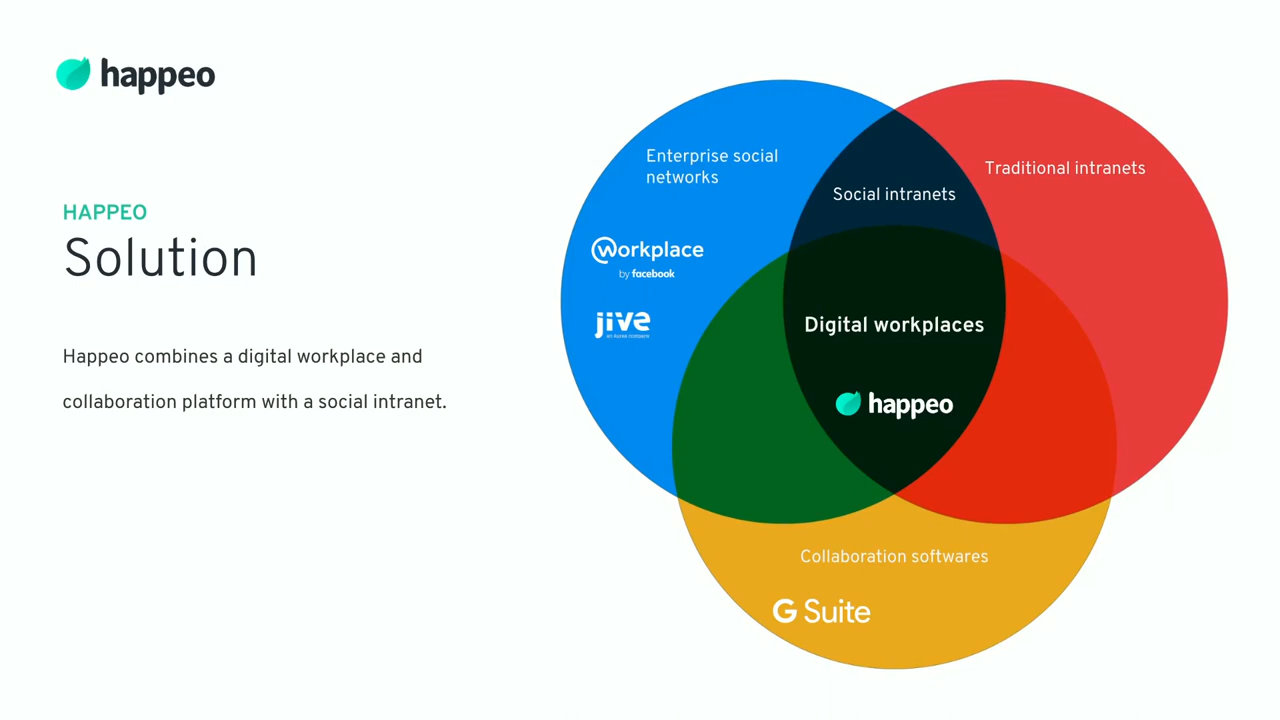 happeo
HAPPEO
Solution
Happeo combines a digital workplace and
collaboration platform with a social intranet.
Enterprise social
networks
Workplace
by facebook
jive
Social intranets
Traditional intranets
Digital workplaces
happeo
Collaboration softwares
G Suite